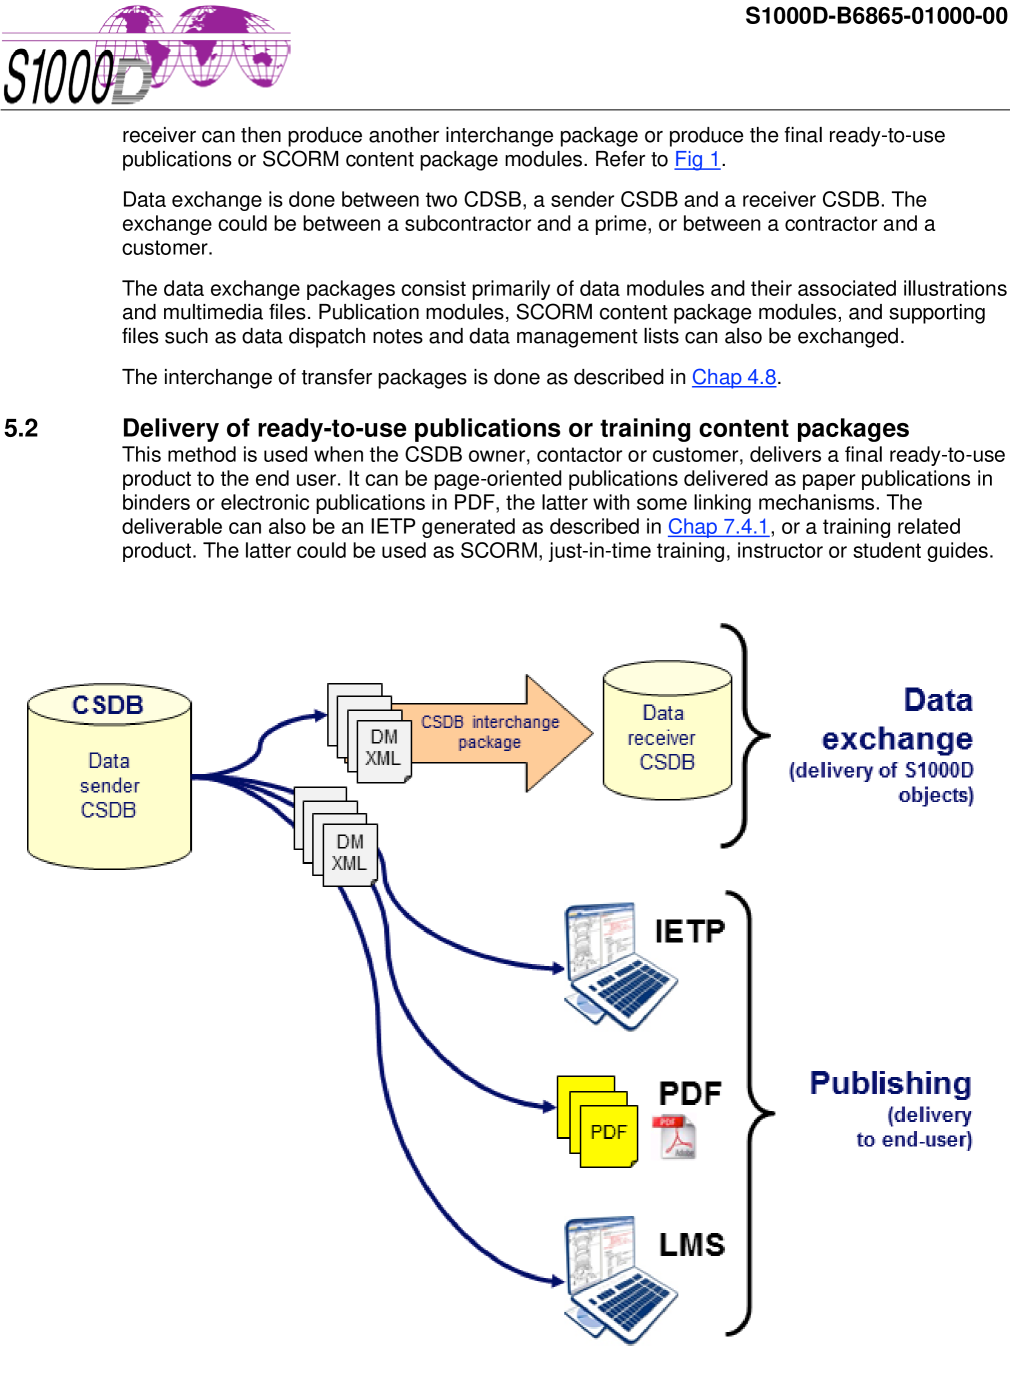 S1000D-B6865-01000-00
S1000D
receiver can then produce another interchange package or produce the final ready-to-use
publications or SCORM content package modules. Refer to Fig 1.
Data exchange is done between two CDSB, a sender CSDB and a receiver CSDB. The
exchange could be between a subcontractor and a prime, or between a contractor and a
customer.
The data exchange packages consist primarily of data modules and their associated illustrations
and multimedia files. Publication modules, SCORM content package modules, and supporting
files such as data dispatch notes and data management lists can also be exchanged.
The interchange of transfer packages is done as described in Chap 4.8.
5.2 Delivery of ready-to-use publications or training content packages
This method is used when the CSDB owner, contactor or customer, delivers a final ready-to-use
product to the end user. It can be page-oriented publications delivered as paper publications in
binders or electronic publications in PDF, the latter with some linking mechanisms. The
deliverable can also be an IETP generated as described in Chap 7.4.1, or a training related
product. The latter could be used as SCORM, just-in-time training, instructor or student guides.
CSDB
Data
sender
CSDB
DM
XML
CSDB interchange
package
Data
receiver
CSDB
Data
exchange
(delivery of S1000D
objects)
DM
XML
IETP
PDF
PDF
PDF
Adobe
Publishing
(delivery
to end-user)
LMS